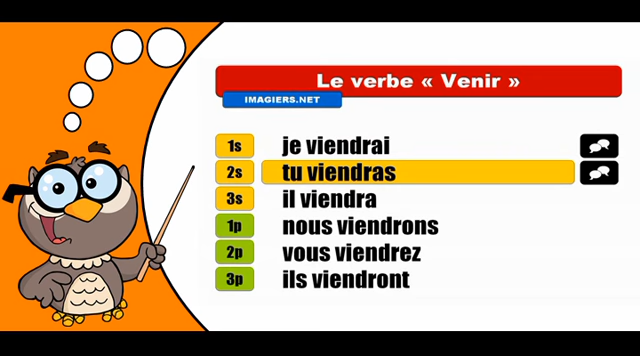 Le verbe « Venir »
IMAGIERS.NET
1s je viendrai
2s tu viendras
3s il viendra
1p nous viendrons
2p vous viendrez
3p ils viendront